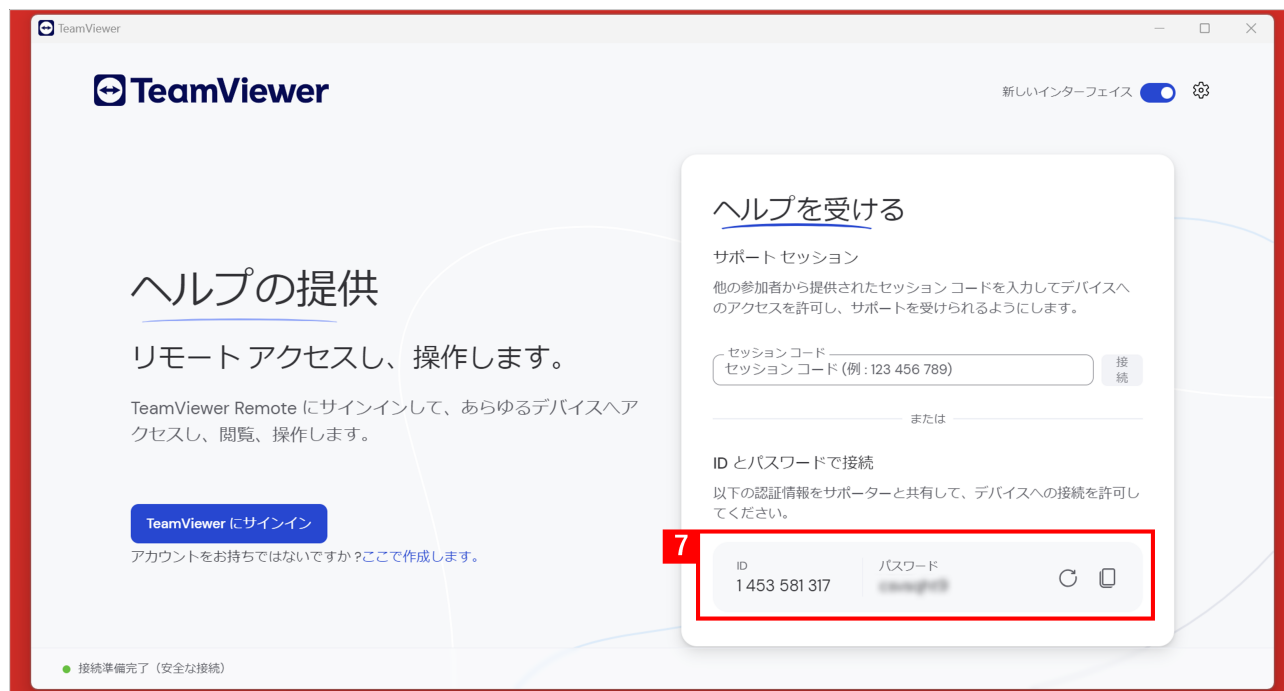 TeamViewer
TeamViewer
新しいインターフェイス
ヘルプの提供
リモート アクセスし、操作します。
TeamViewer Remote にサインインして、あらゆるデバイスへア
クセスし、閲覧、操作します。
TeamViewer にサインイン
アカウントをお持ちではないですか ?ここで作成します。
ヘルプを受ける
サポート セッション
他の参加者から提供されたセッション コードを入力してデバイスへ
のアクセスを許可し、サポートを受けられるようにします。
セッション コード
セッション コード (例 : 123 456 789)
接
続
または
ID とパスワードで接続
以下の認証情報をサポーターと共有して、デバイスへの接続を許可し
てください。
7
ID
パスワード
1 453 581 317
接続準備完了（安全な接続）